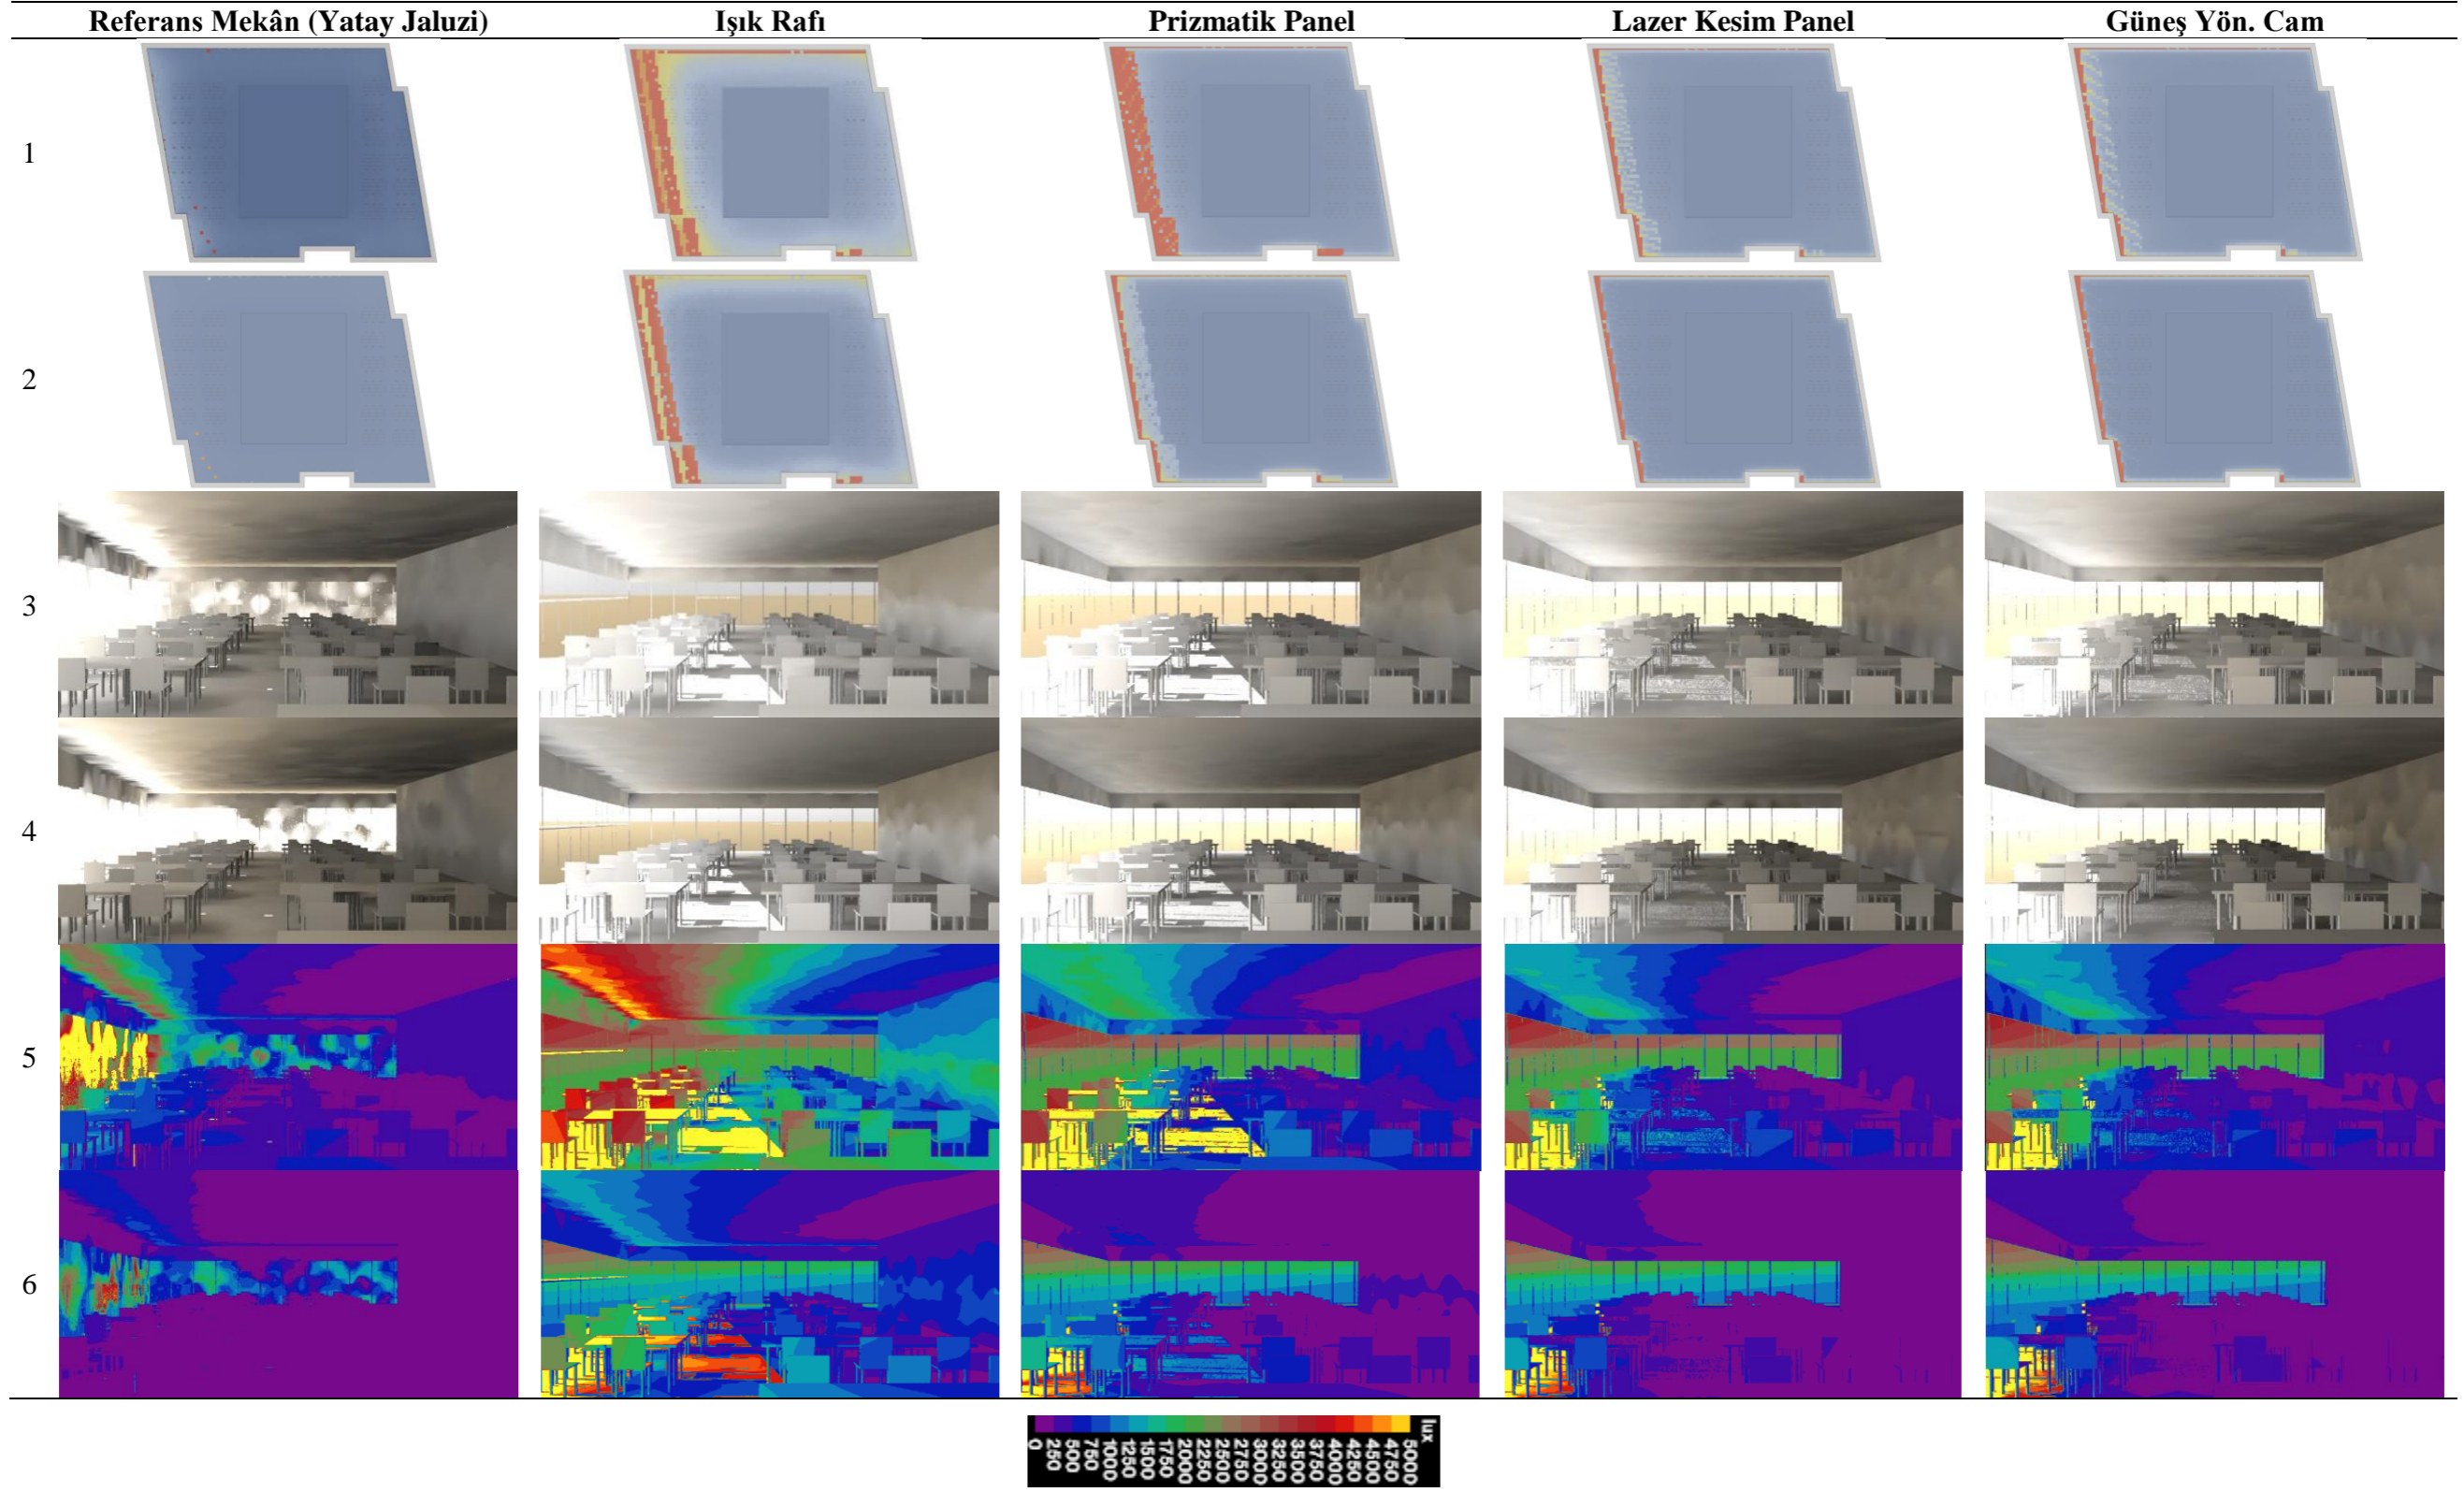 Referans Mekân (Yatay Jaluzi) Işık Rafı Prizmatik Panel Lazer Kesim Panel Güneş Yön. Cam
1
2
3
4
5
6
lux
0 250 500 750 1000 1250 1500 1750 2000 2250 2500 2750 3000 3250 3500 3750 4000 4250 4500 4750 5000